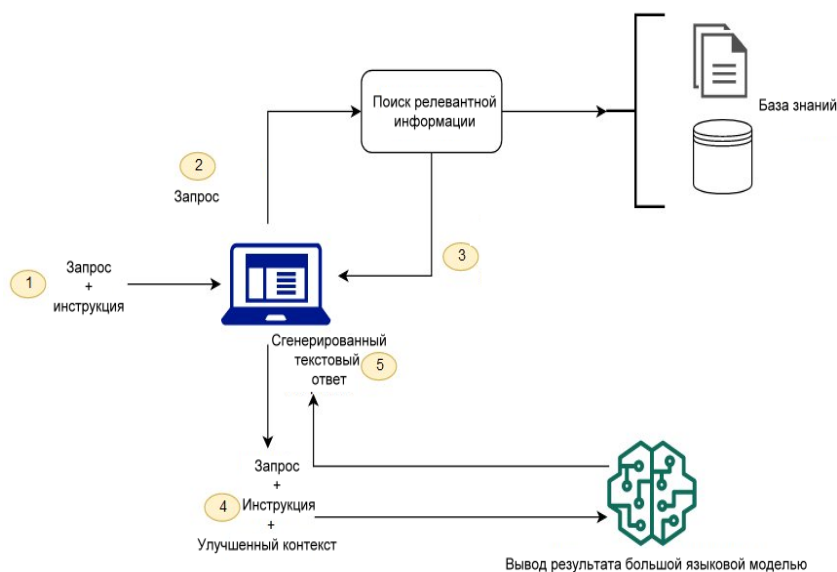 Поиск релевантной
информации
База знаний
2
Запрос
3
1
Запрос
+
инструкция
Сгенерированный
текстовый
ответ
5
Запрос
+
4
Инструкция
+
Улучшенный контекст
Вывод результата большой языковой моделью